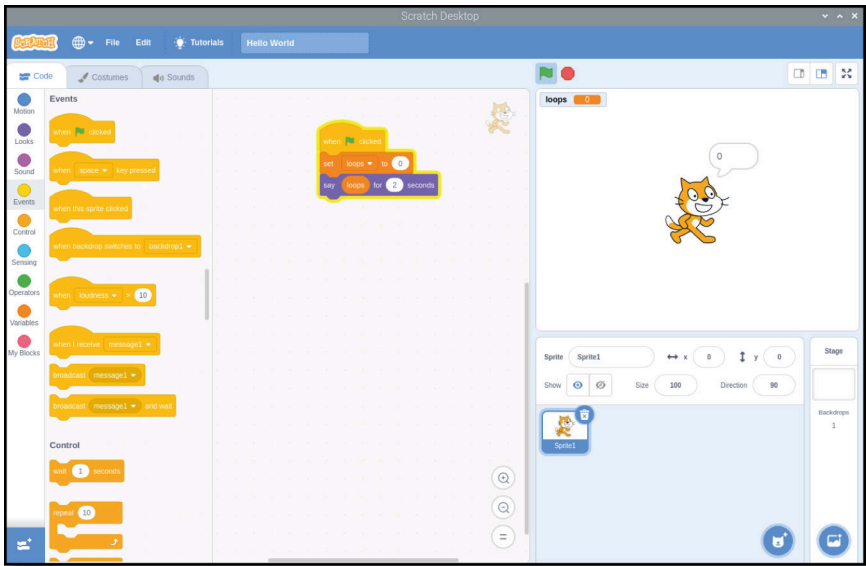 Scratch Desktop
SCRATCH File Edit Tutorials Hello World
Code Costumes Sounds
Motion
Looks
Sound
Events
Control
Sensing
Operators
Variables
My Blocks
Events
when clicked
when space key pressed
when this sprite clicked
when backdrop switches to backdrop1
when loudness > 10
when I receive message1
broadcast message1
broadcast message1 and wait
Control
wait 1 seconds
repeat 10
when clicked
set loops to 0
say loops for 2 seconds
loops 0
0
Sprite Sprite1 x 0 y 0
Show Size 100 Direction 90
Sprite1
Stage
Backdrops
1